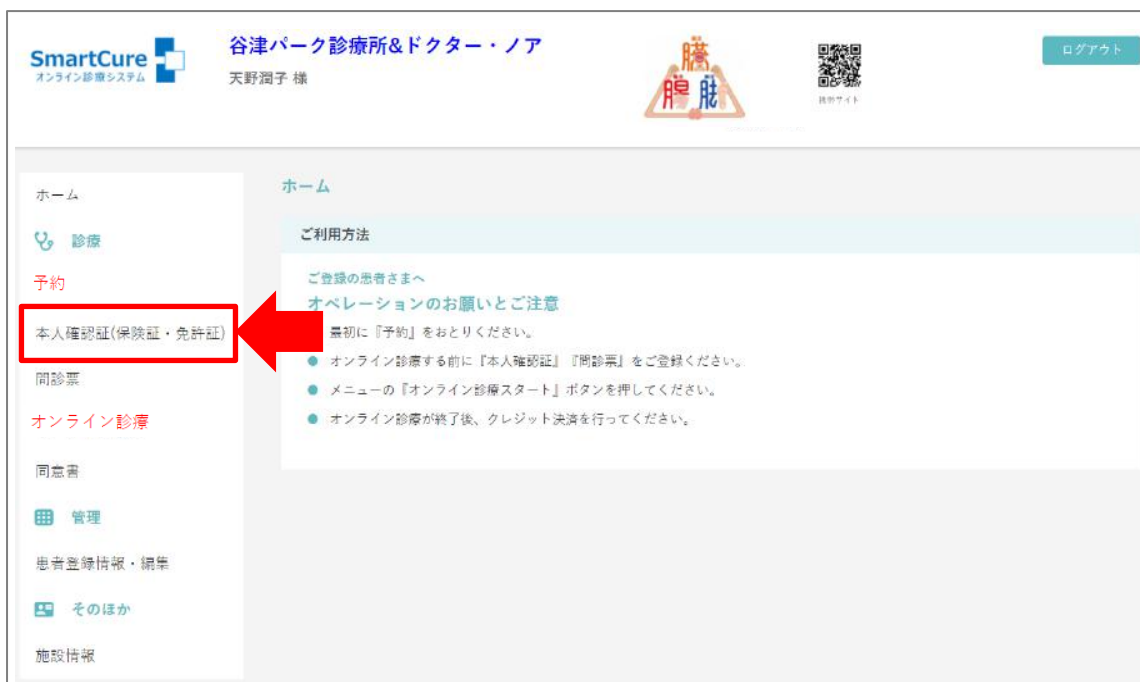 SmartCure
オンライン診療システム
谷津パーク診療所&ドクター・ノア
天野潤子 様
ログアウト
ホーム
診療
予約
本人確認証(保険証・免許証)
問診票
オンライン診療
同意書
管理
患者登録情報・編集
そのほか
施設情報
ホーム
ご利用方法
ご登録の患者さまへ
オペレーションのお願いとご注意
最初に『予約』をおとりください。
オンライン診療する前に『本人確認証』『問診票』をご登録ください。
メニューの『オンライン診療スタート』ボタンを押してください。
オンライン診療が終了後、クレジット決済を行ってください。